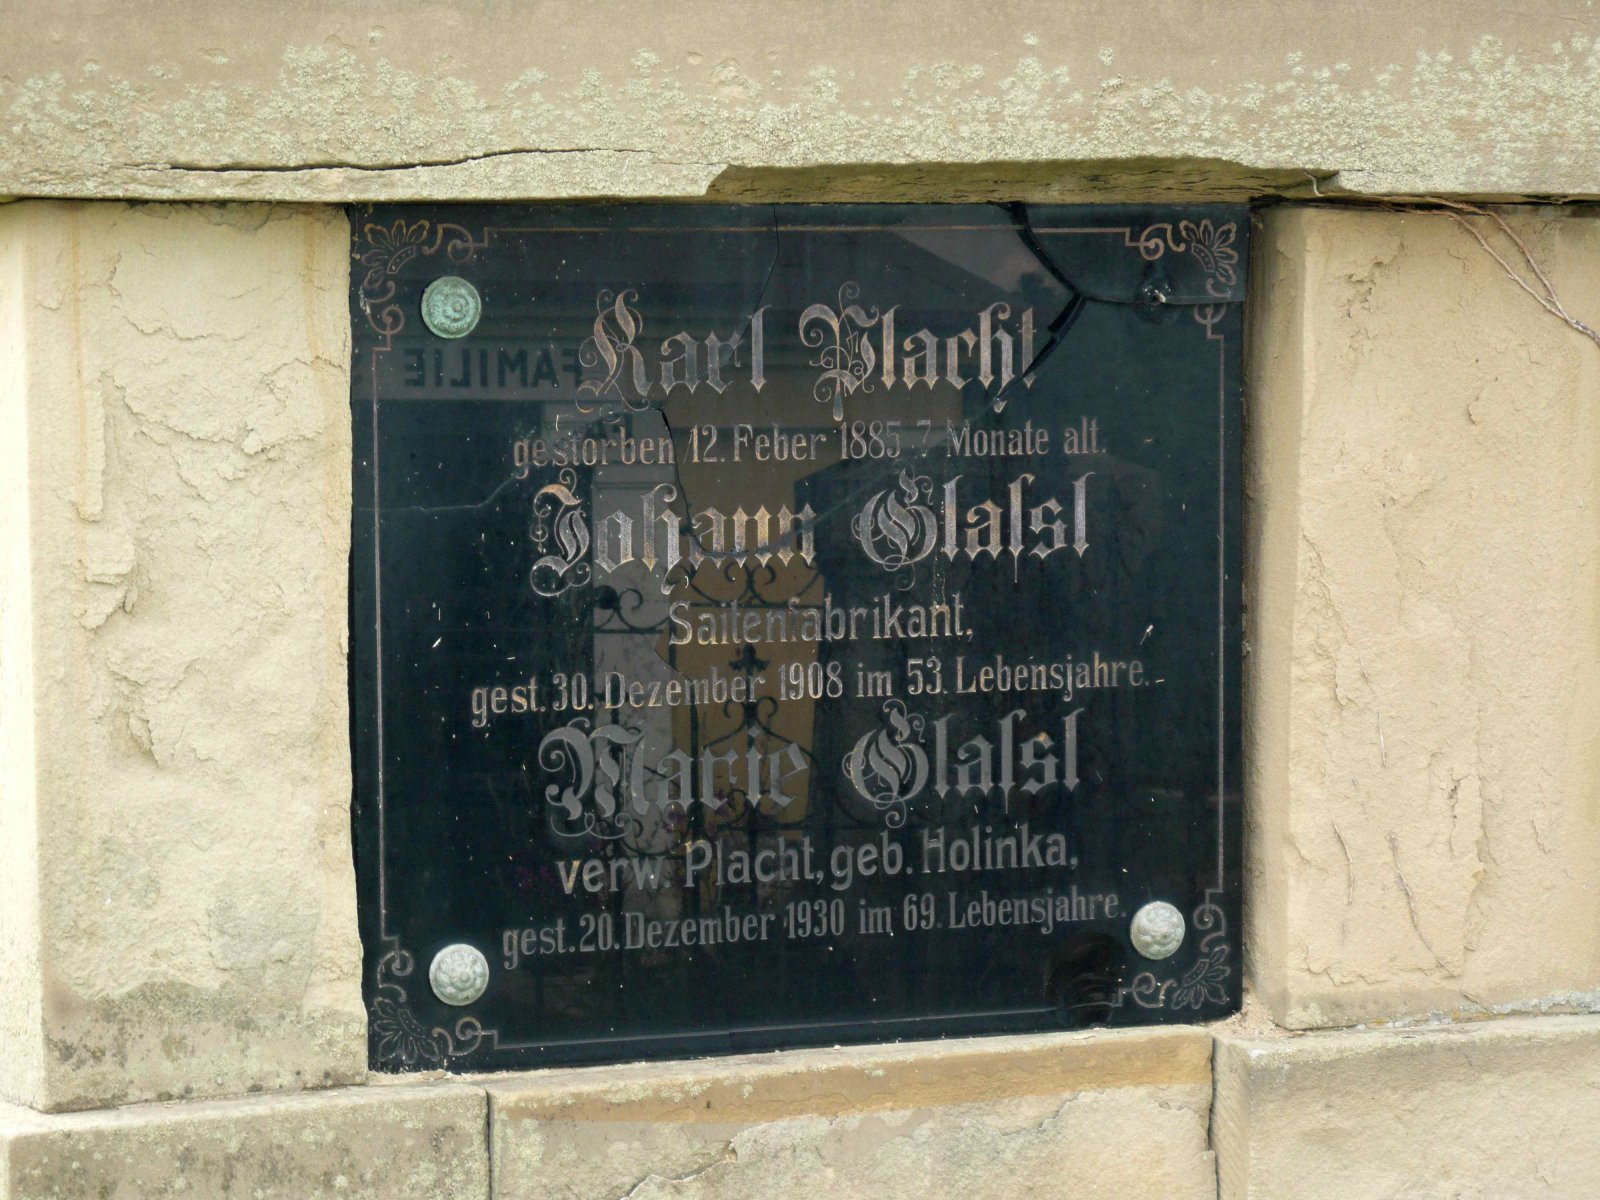 Karl Placht
gestorben 12. Feber 1885 7 Monate alt.
Johann Glaſsl
Saitenfabrikant,
gest. 30. Dezember 1908 im 53. Lebensjahre.
Marie Glaſsl
verw. Placht, geb. Holinka,
gest. 20. Dezember 1930 im 69. Lebensjahre.
FAMILIE